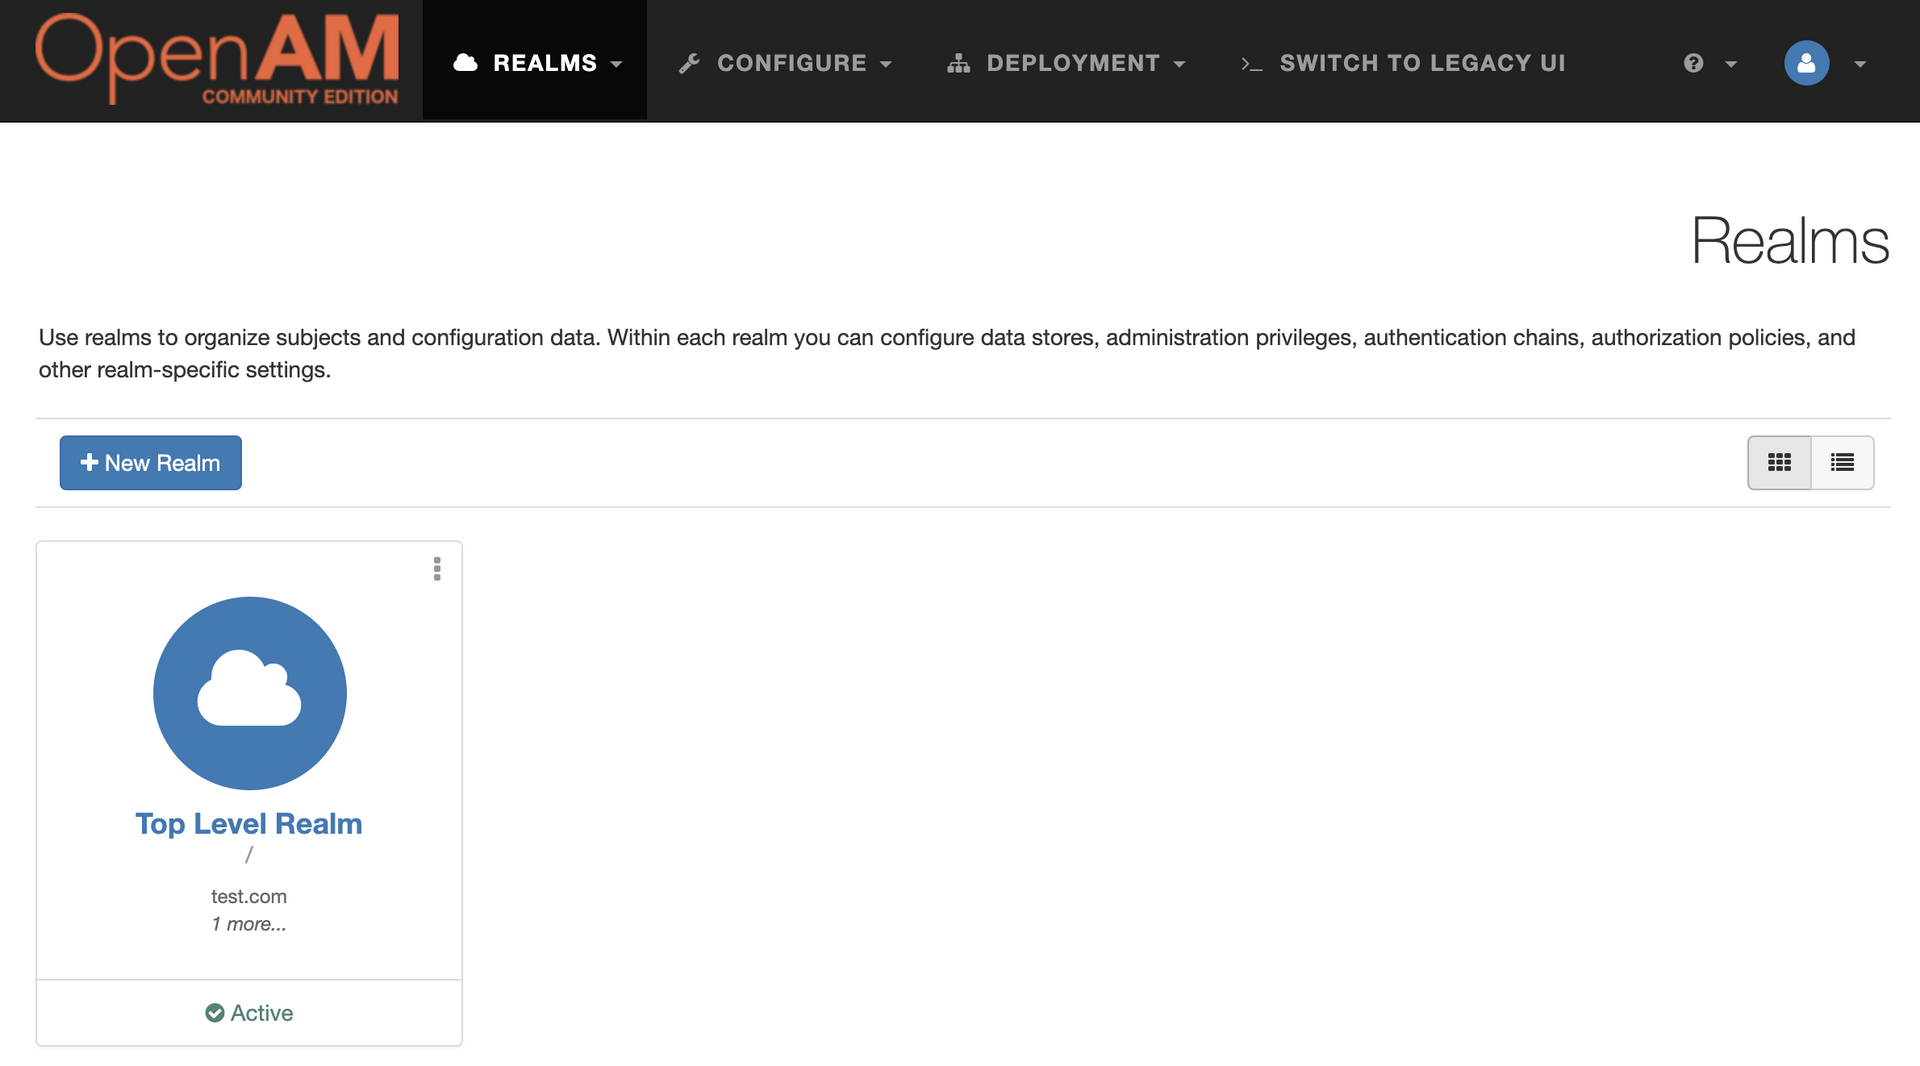 OpenAM
COMMUNITY EDITION
REALMS
CONFIGURE
DEPLOYMENT
SWITCH TO LEGACY UI
Realms
Use realms to organize subjects and configuration data. Within each realm you can configure data stores, administration privileges, authentication chains, authorization policies, and
other realm-specific settings.
New Realm
Top Level Realm
/
test.com
1 more...
Active